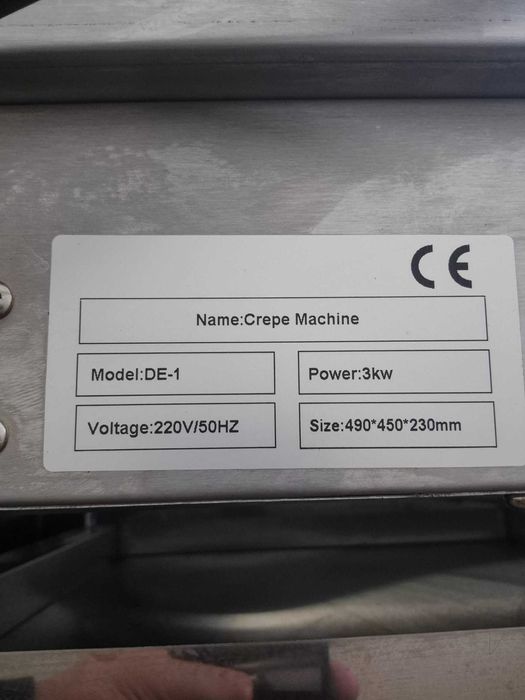 CE
Name:Crepe Machine
Model:DE-1
Power:3kw
Voltage:220V/50HZ
Size:490*450*230mm